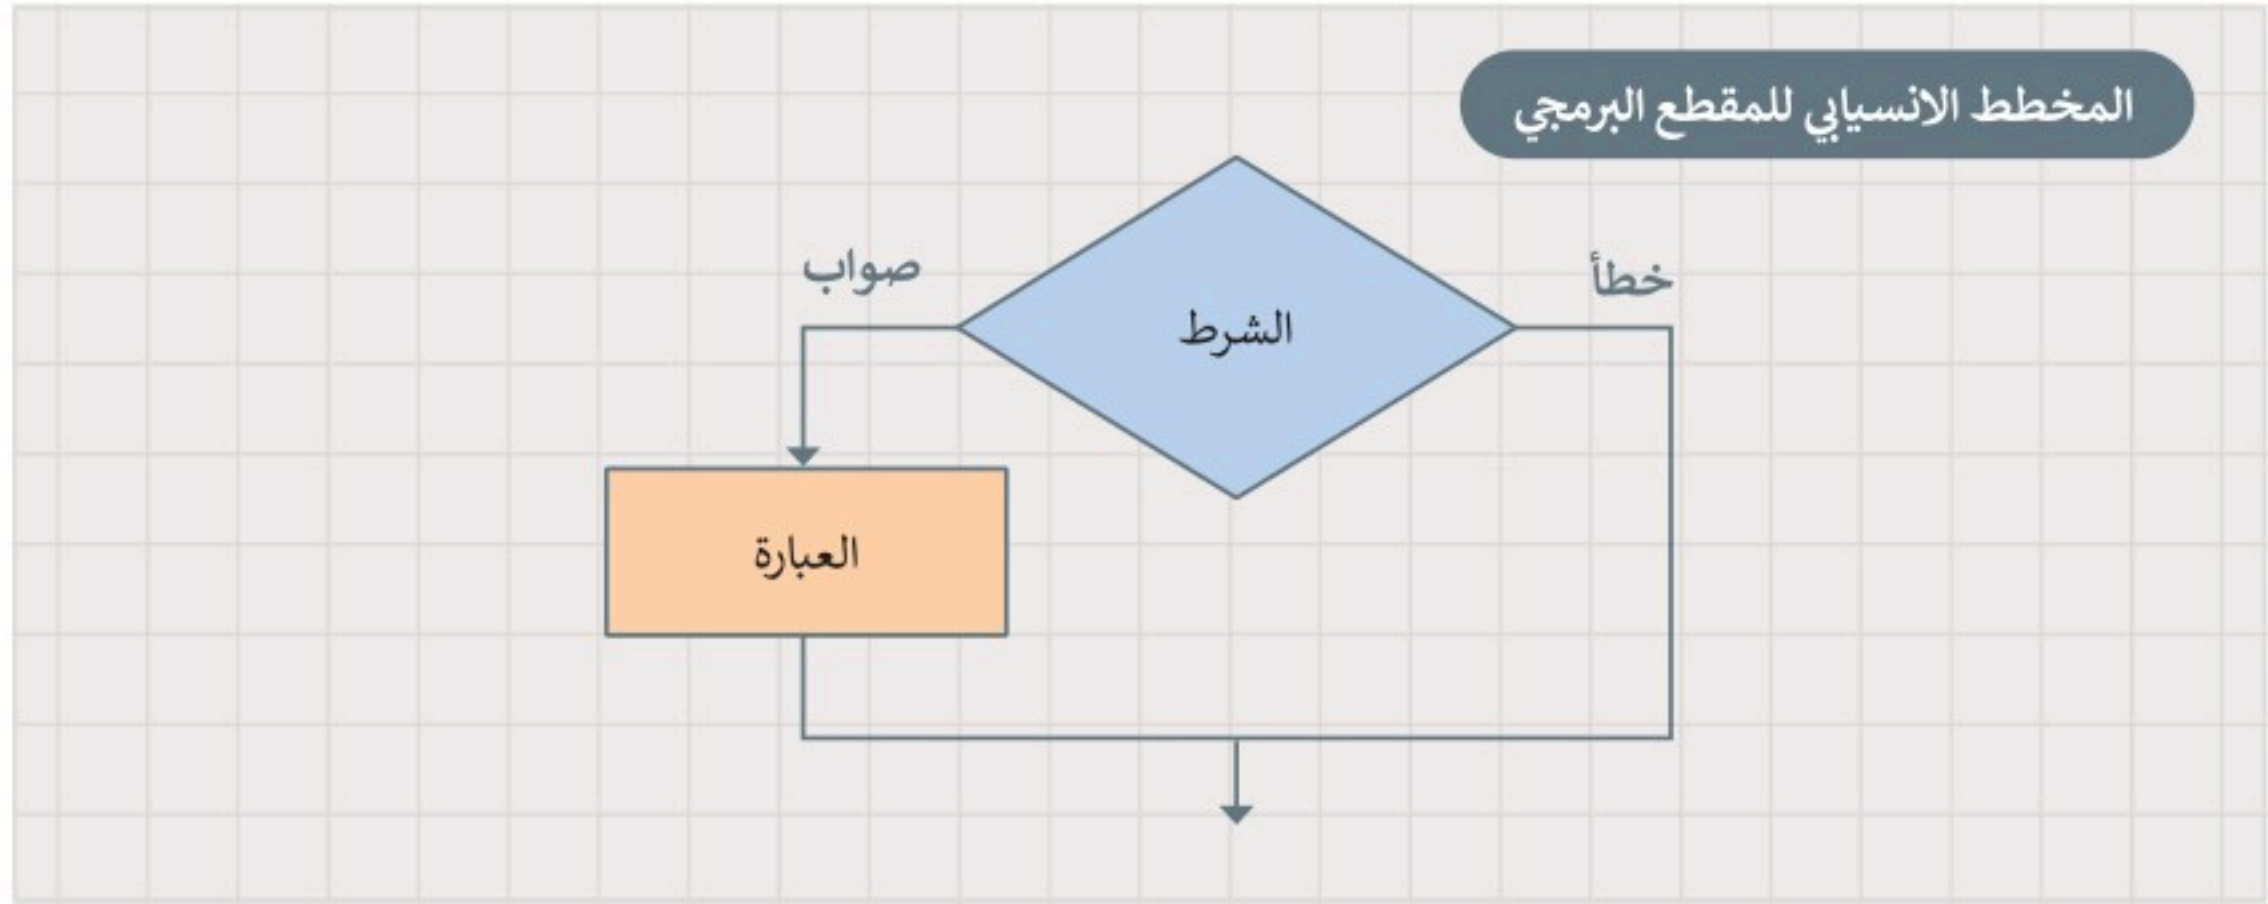 المخطط الانسيابي للمقطع البرمجي
خطأ
صواب
الشرط
العبارة